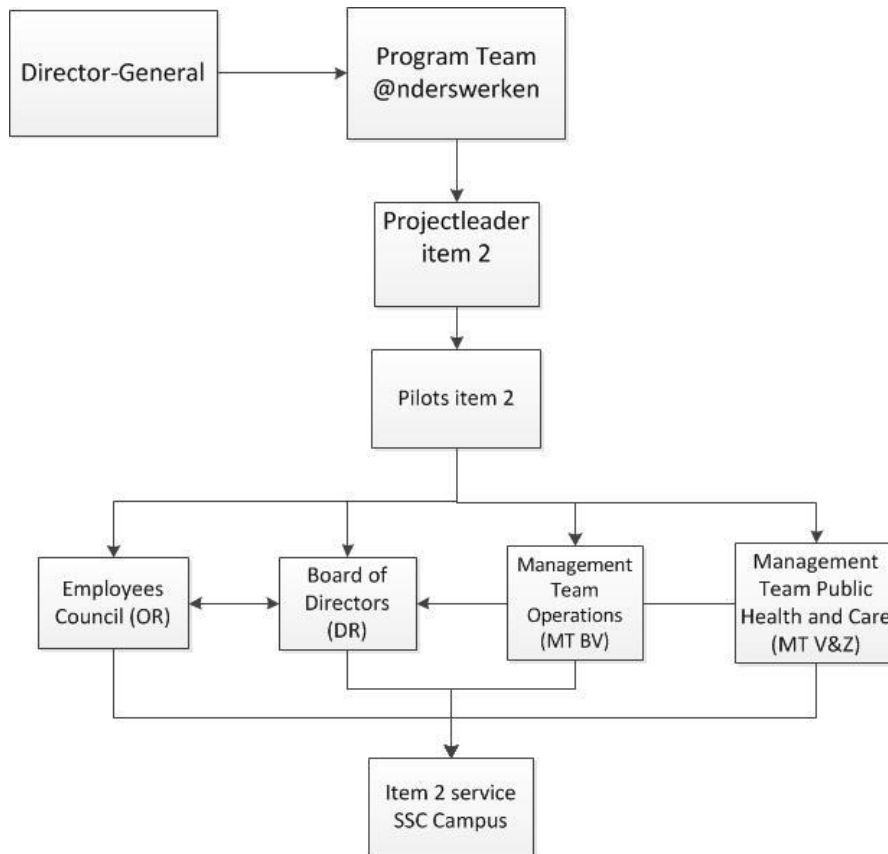 Director-General
Program Team
@nderswerken
Projectleader
item 2
Pilots item 2
Employees
Council (OR)
Board of
Directors
(DR)
Management
Team
Operations
(MT BV)
Management
Team Public
Health and Care
(MT V&Z)
Item 2 service
SSC Campus